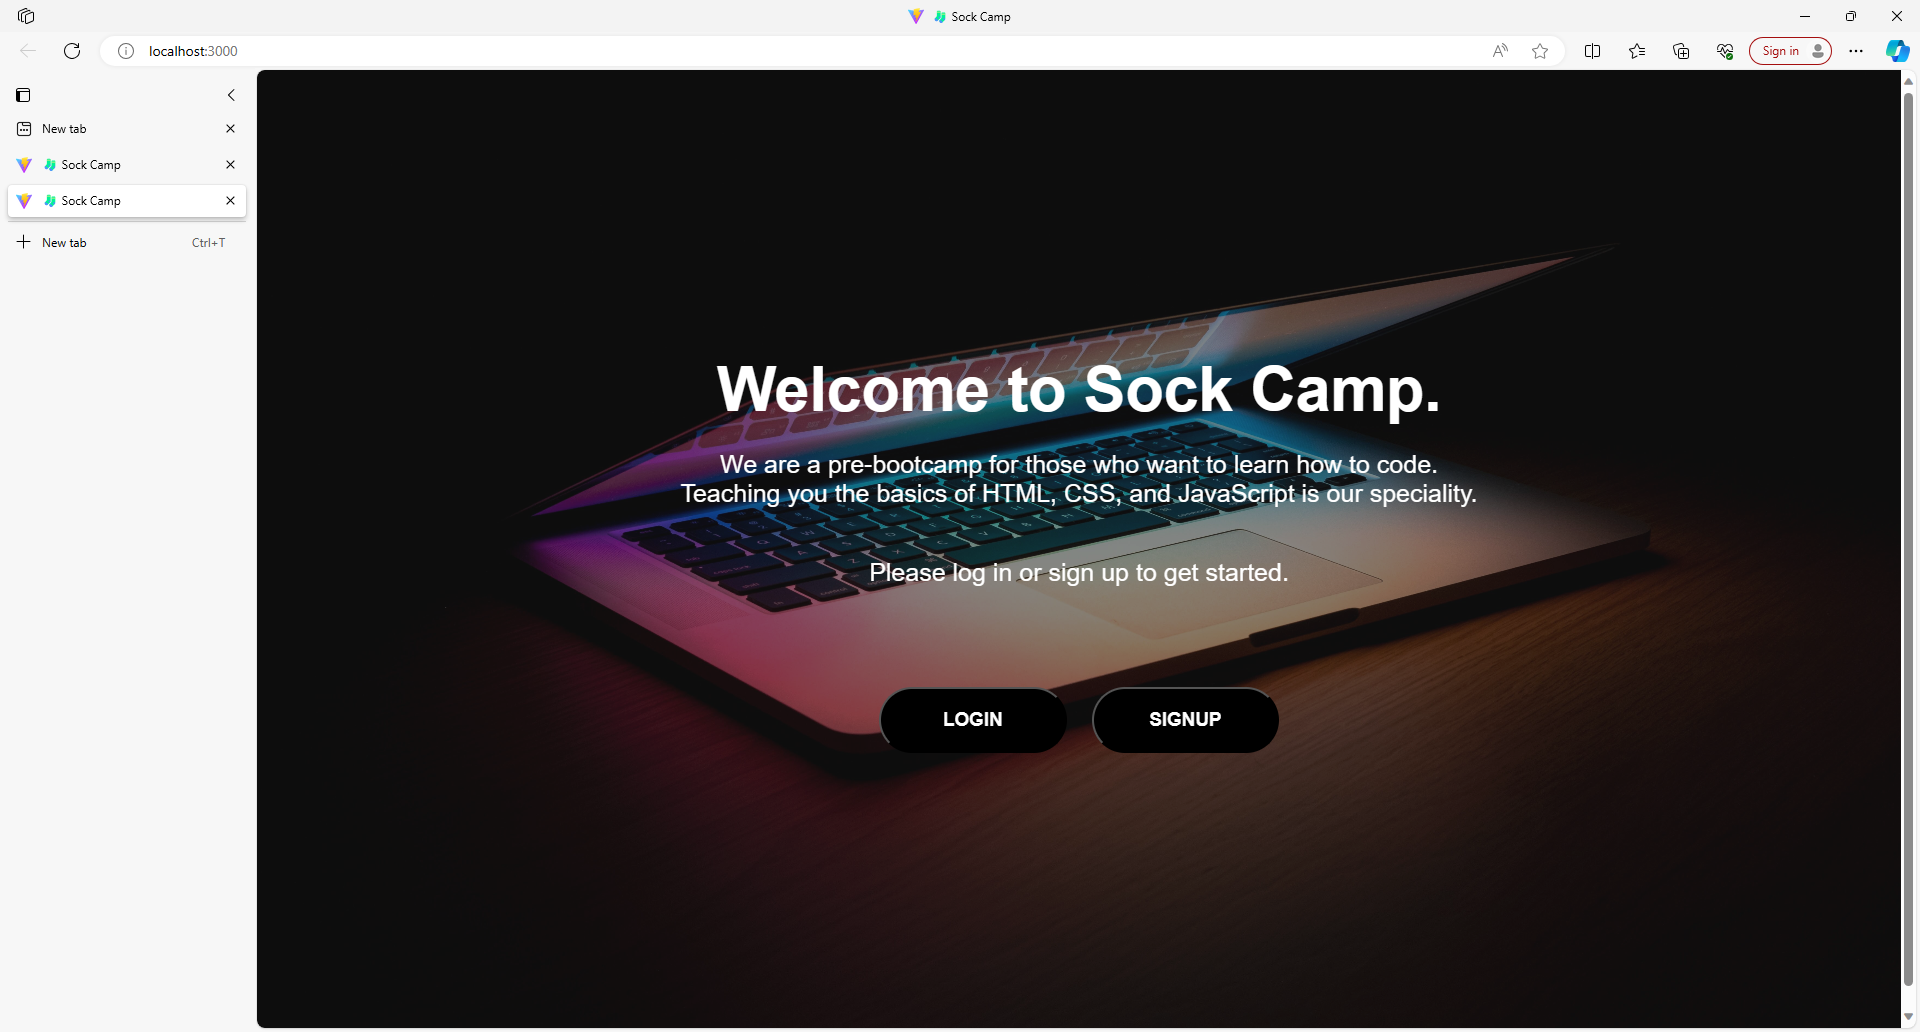 Sock Camp
localhost:3000
Sign in
New tab
Sock Camp
Sock Camp
New tab Ctrl+T
Welcome to Sock Camp.
We are a pre-bootcamp for those who want to learn how to code.
Teaching you the basics of HTML, CSS, and JavaScript is our speciality.
Please log in or sign up to get started.
LOGIN
SIGNUP